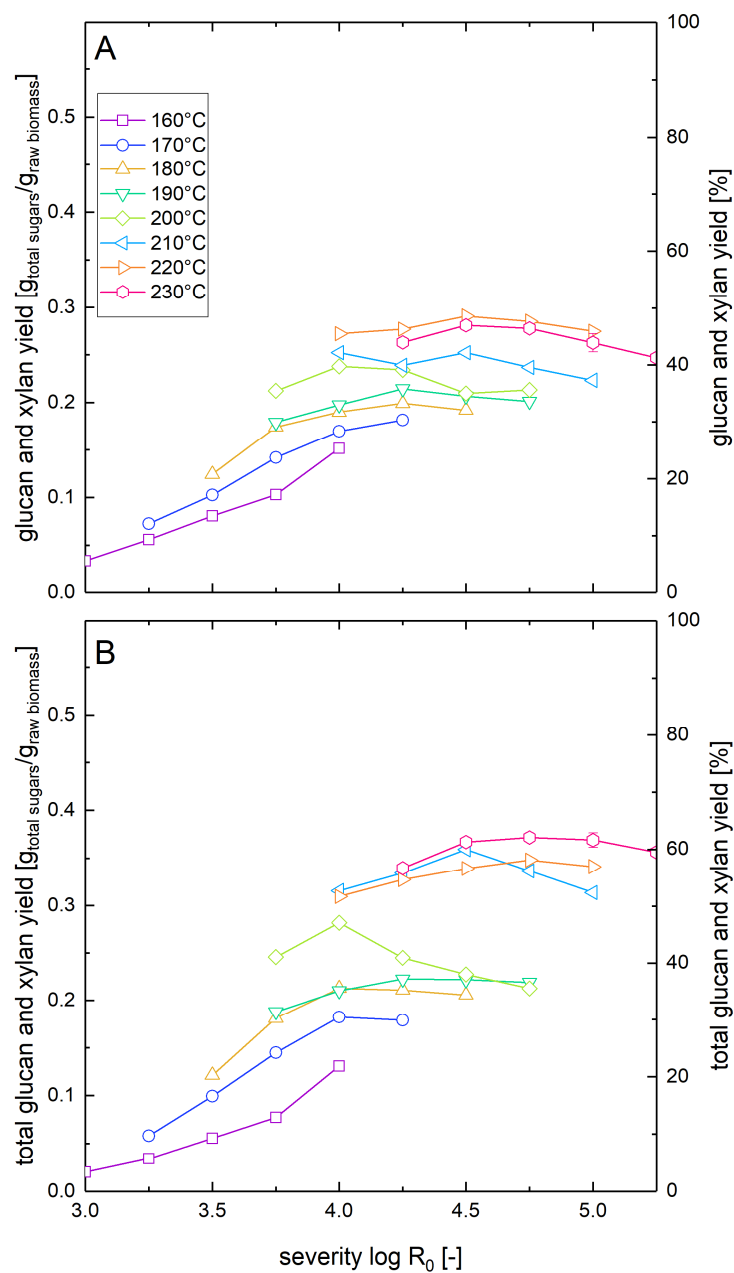 A
160°C
170°C
180°C
190°C
200°C
210°C
220°C
230°C
0.5
0.4
0.3
0.2
0.1
0.0
100
80
60
40
20
0
glucan and xylan yield [g_total sugars/g_raw biomass]
glucan and xylan yield [%]
B
0.5
0.4
0.3
0.2
0.1
0.0
100
80
60
40
20
0
total glucan and xylan yield [g_total sugars/g_raw biomass]
total glucan and xylan yield [%]
3.0 3.5 4.0 4.5 5.0
severity log R₀ [-]